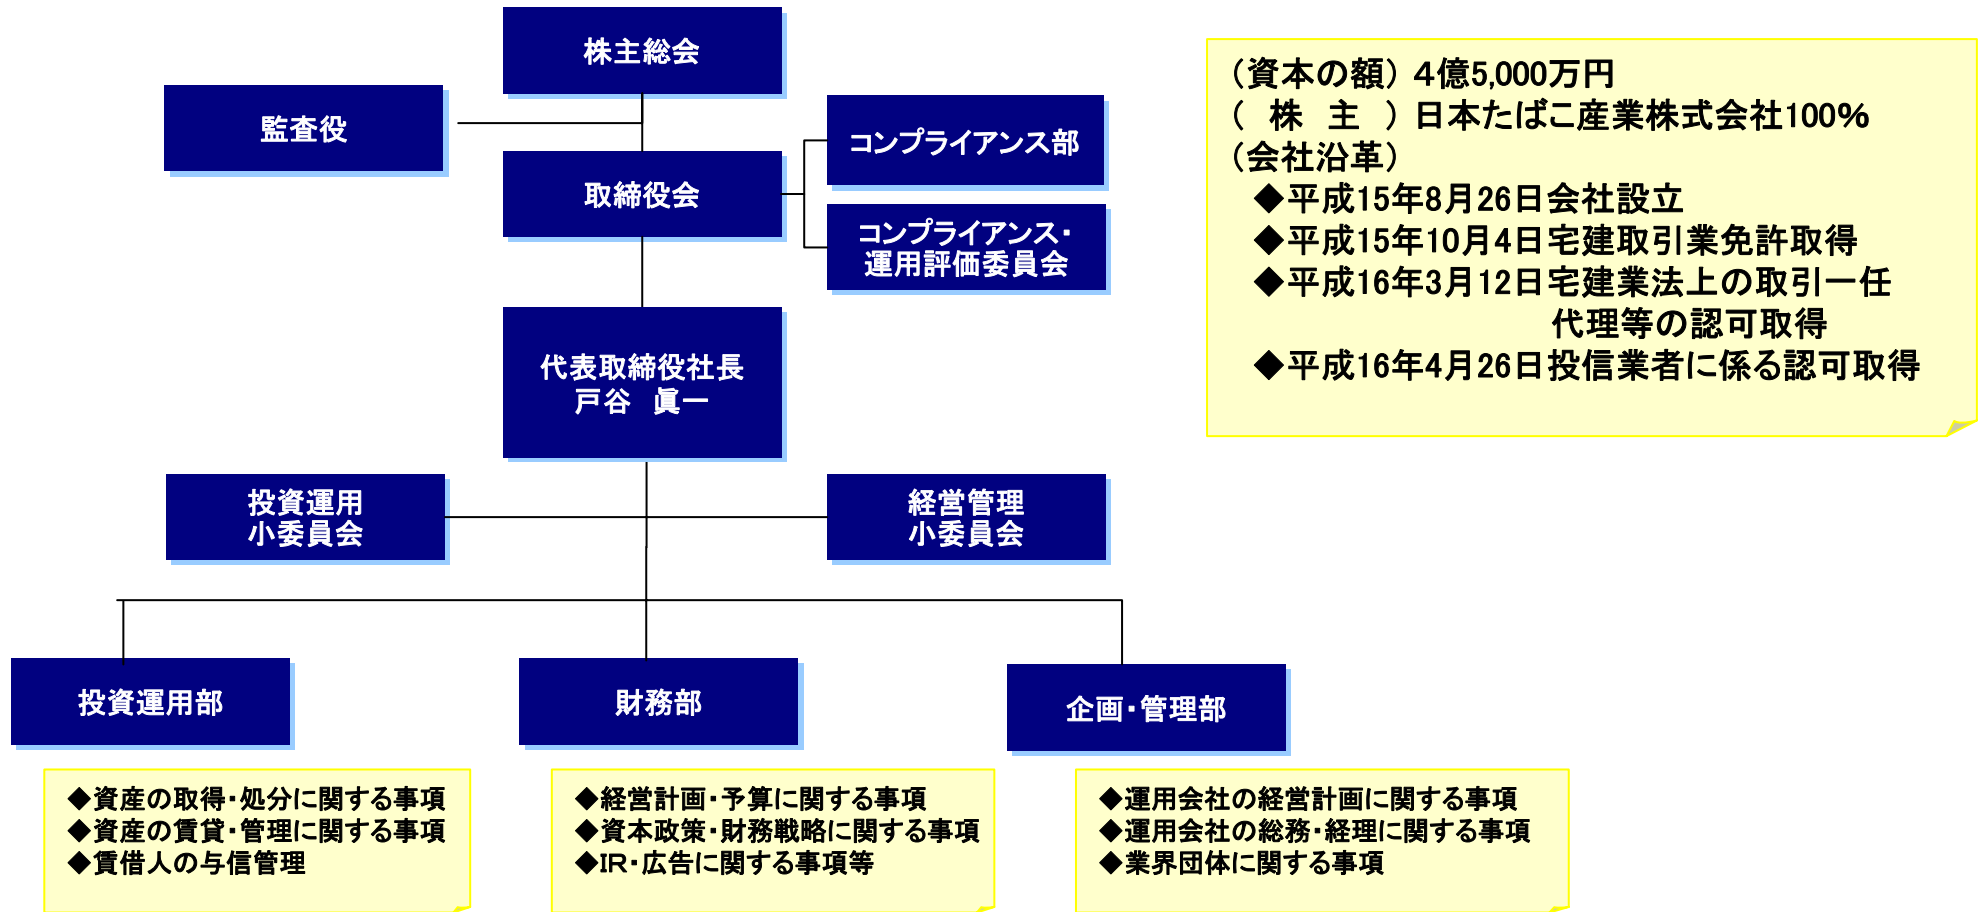 株主総会
監査役
取締役会
コンプライアンス部
コンプライアンス・
運用評価委員会
代表取締役社長
戸谷　眞一
投資運用
小委員会
経営管理
小委員会
投資運用部
財務部
企画・管理部
◆資産の取得・処分に関する事項
◆資産の賃貸・管理に関する事項
◆賃借人の与信管理
◆経営計画・予算に関する事項
◆資本政策・財務戦略に関する事項
◆IR・広告に関する事項等
◆運用会社の経営計画に関する事項
◆運用会社の総務・経理に関する事項
◆業界団体に関する事項
（資本の額）４億5,000万円
（　株　主　）日本たばこ産業株式会社100%
（会社沿革）
◆平成15年8月26日会社設立
◆平成15年10月4日宅建取引業免許取得
◆平成16年3月12日宅建業法上の取引一任
代理等の認可取得
◆平成16年4月26日投信業者に係る認可取得